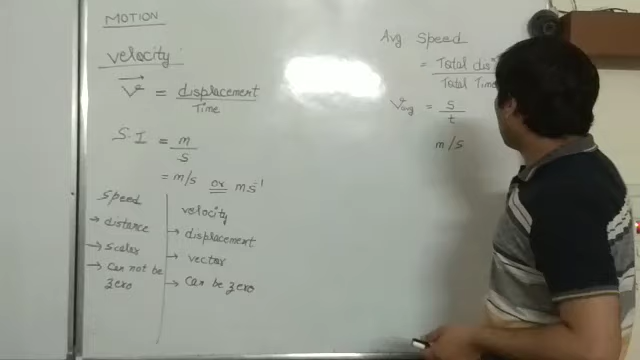 MOTION
velocity
V = displacement
Time
S.I = m
s
= m/s or ms⁻¹
Speed
→ distance
→ scalar
→ can not be
zero
velocity
→ displacement
→ vector
→ can be zero
Avg Speed
= Total dis
Total Time
Vavg = s
t
m/s